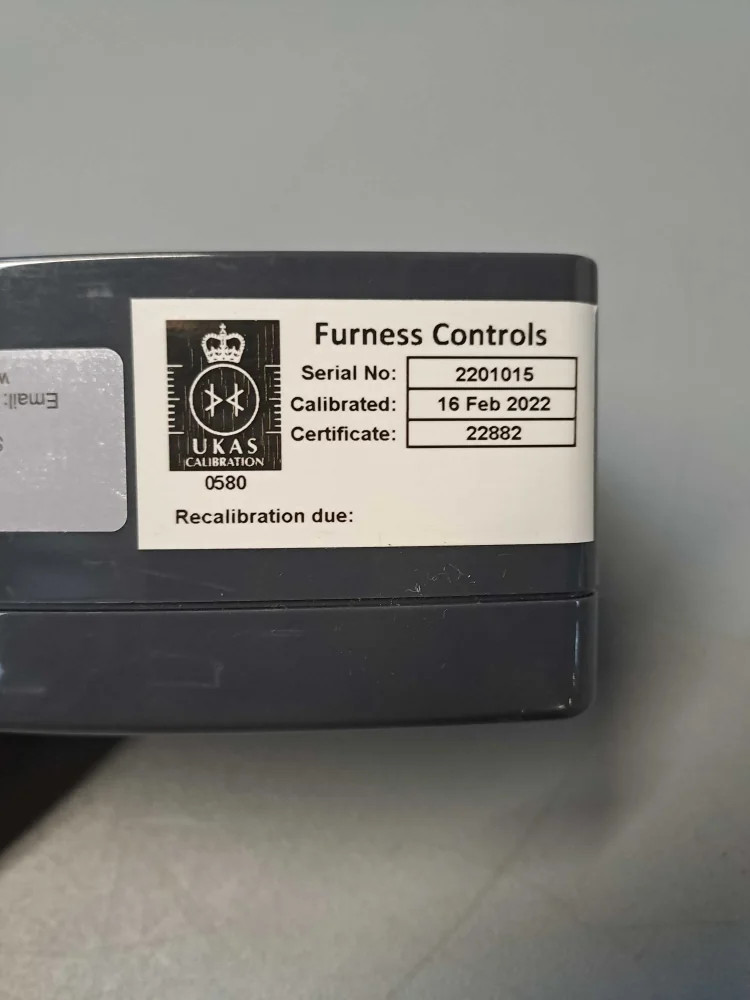 Furness Controls
Serial No: 2201015
Calibrated: 16 Feb 2022
Certificate: 22882
UKAS
CALIBRATION
0580
Recalibration due:
Email: